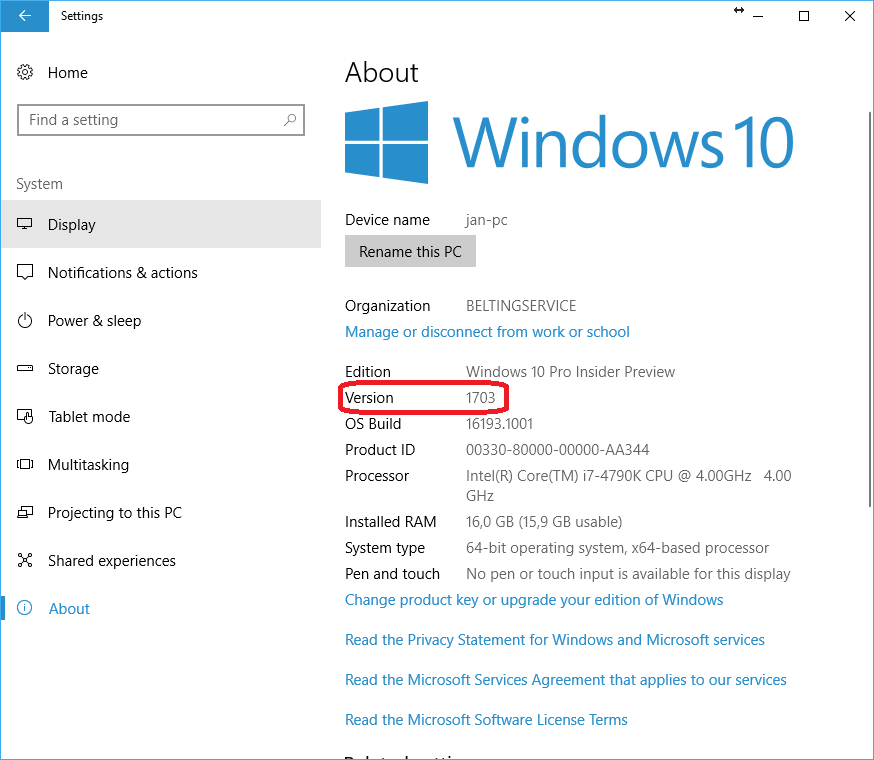 Settings
Home
Find a setting
System
Display
Notifications & actions
Power & sleep
Storage
Tablet mode
Multitasking
Projecting to this PC
Shared experiences
About
About
Windows 10
Device name jan-pc
Rename this PC
Organization BELTINGSERVICE
Manage or disconnect from work or school
Edition Windows 10 Pro Insider Preview
Version 1703
OS Build 16193.1001
Product ID 00330-80000-00000-AA344
Processor Intel(R) Core(TM) i7-4790K CPU @ 4.00GHz 4.00
GHz
Installed RAM 16,0 GB (15,9 GB usable)
System type 64-bit operating system, x64-based processor
Pen and touch No pen or touch input is available for this display
Change product key or upgrade your edition of Windows
Read the Privacy Statement for Windows and Microsoft services
Read the Microsoft Services Agreement that applies to our services
Read the Microsoft Software License Terms